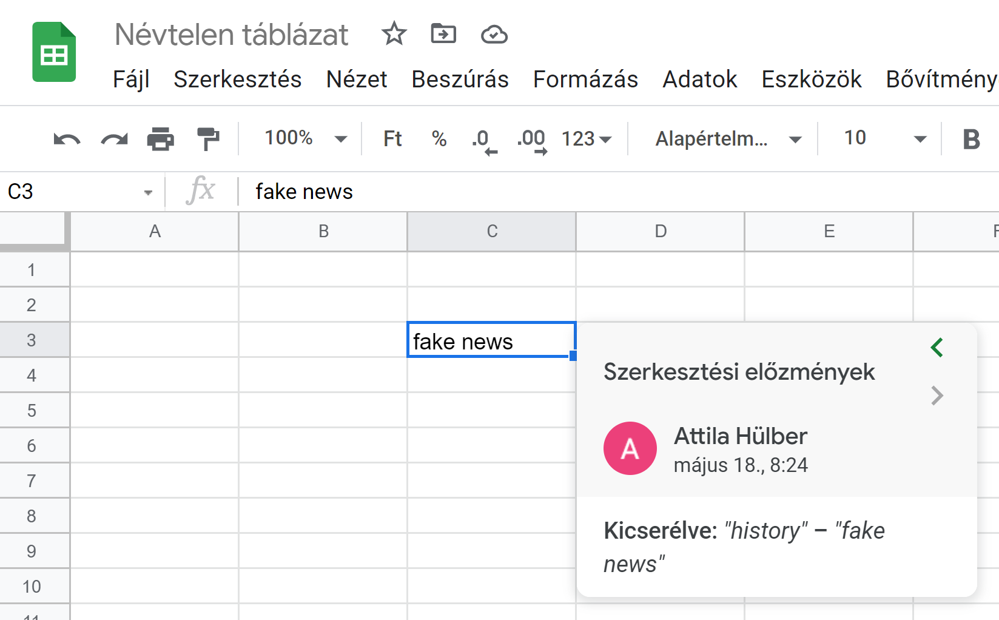 Névtelen táblázat
Fájl Szerkesztés Nézet Beszúrás Formázás Adatok Eszközök Bővítmény
100% Ft % .0 .00 123 Alapértelm... 10 B
C3 fx fake news
A B C D E F
1
2
3 fake news
Szerkesztési előzmények
4
5
A Attila Hülber
május 18., 8:24
6
7
8
Kicserélve: "history" – "fake
news"
9
10
11